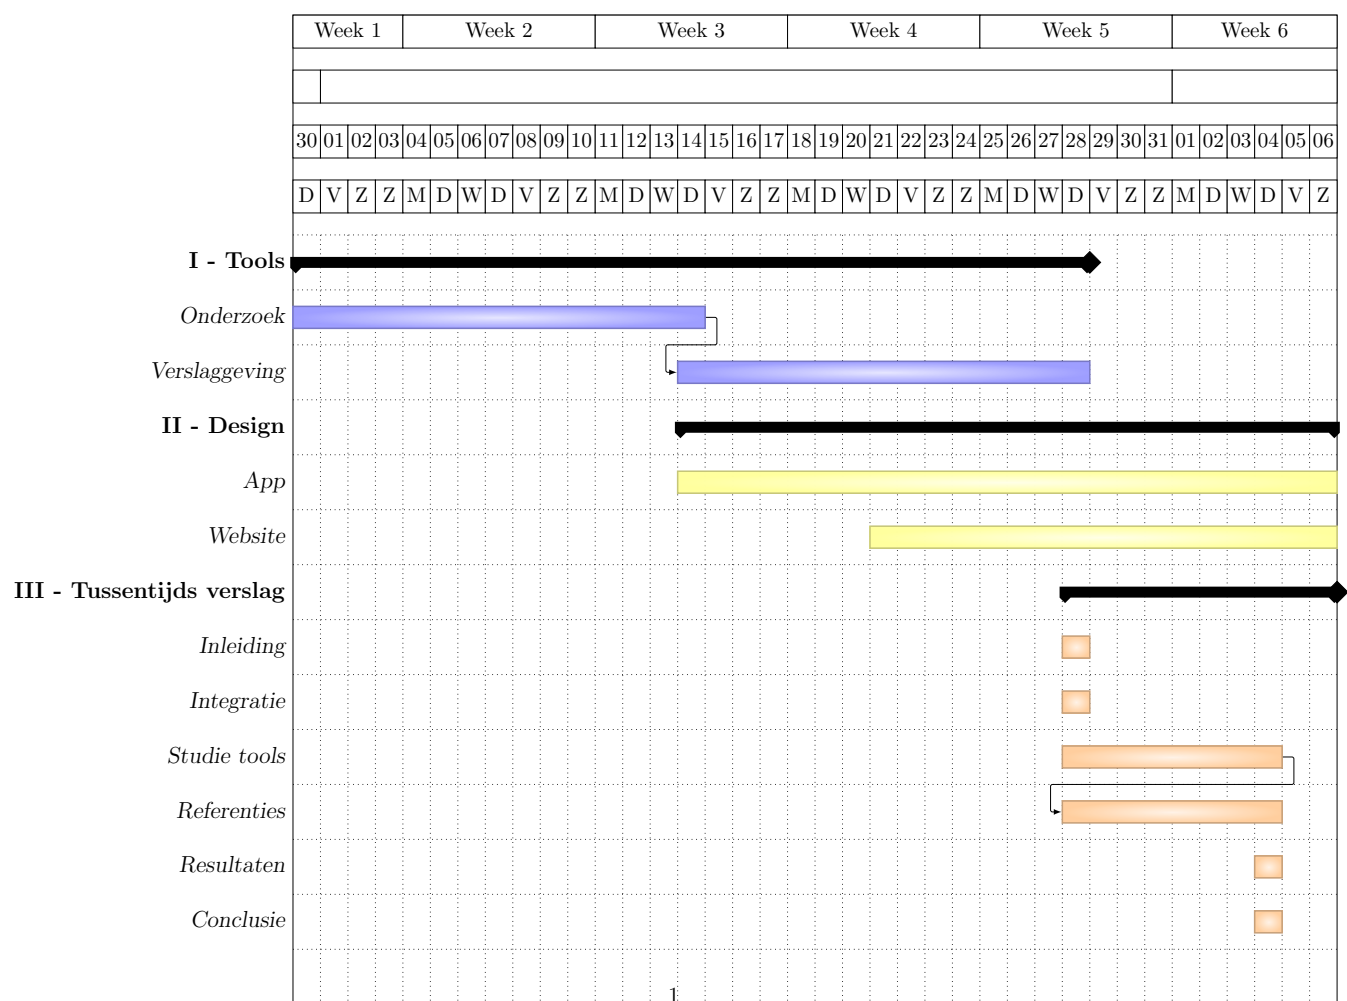 Week 1 Week 2 Week 3 Week 4 Week 5 Week 6
30 01 02 03 04 05 06 07 08 09 10 11 12 13 14 15 16 17 18 19 20 21 22 23 24 25 26 27 28 29 30 31 01 02 03 04 05 06
D V Z Z M D W D V Z Z M D W D V Z Z M D W D V Z Z M D W D V Z Z M D W D V Z
I - Tools
Onderzoek
Verslaggeving
II - Design
App
Website
III - Tussentijds verslag
Inleiding
Integratie
Studie tools
Referenties
Resultaten
Conclusie
1